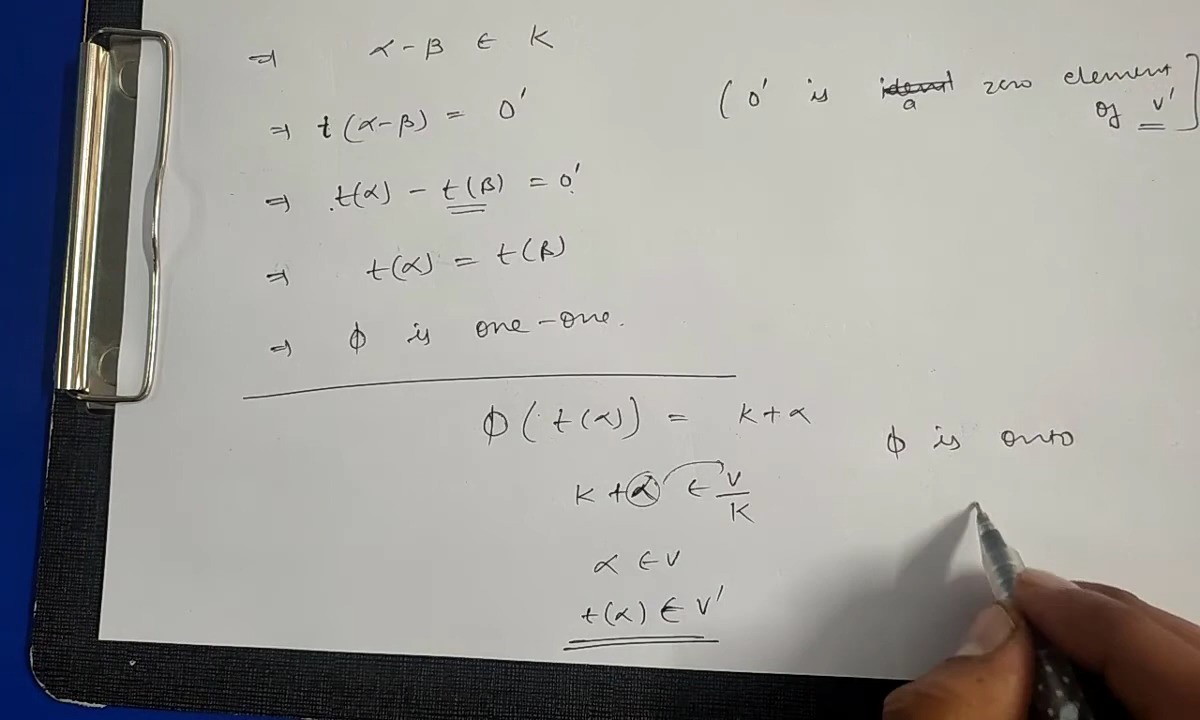 ⇒ α - β ∈ K
⇒ t(α-β) = 0' (0' is a zero element of V']
⇒ t(α) - t(β) = 0'
⇒ t(α) = t(β)
⇒ φ is one-one.
φ(t(α)) = K+α
φ is onto
K + α ∈ V/K
α ∈ V
t(α) ∈ V'